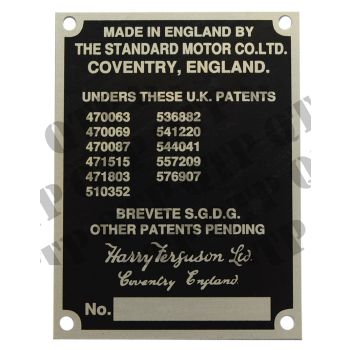 MADE IN ENGLAND BY
THE STANDARD MOTOR CO.LTD.
COVENTRY, ENGLAND.
UNDERS THESE U.K. PATENTS
470063 536882
470069 541220
470087 544041
471515 557209
471803 576907
510352
BREVETE S.G.D.G.
OTHER PATENTS PENDING
Harry Ferguson Ltd
Coventry England
No.